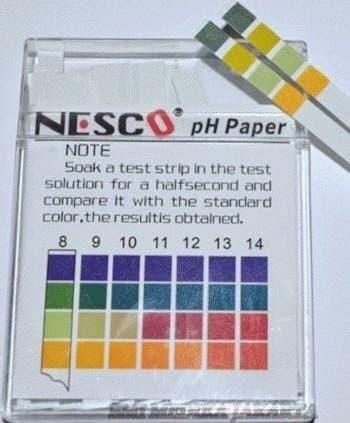 NESCO® pH Paper
NOTE
Soak a test strip in the test
solution for a halfsecond and
compare it with the standard
color,the resultis obtalned.
8 9 10 11 12 13 14